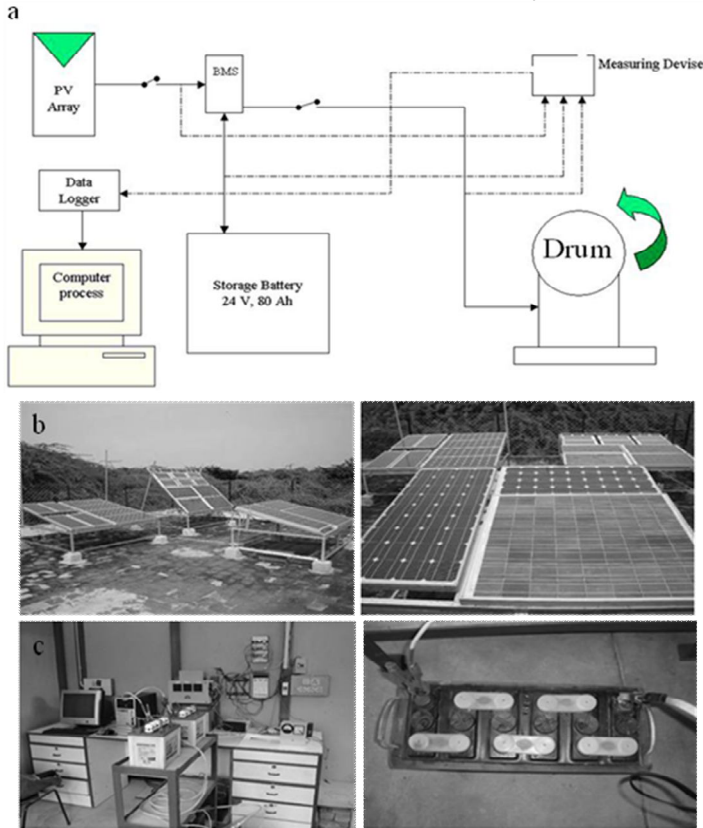 a
PV
Array
BMS
Measuring Devise
Data
Logger
Computer
process
Storage Battery
24 V, 80 Ah
Drum
b
c